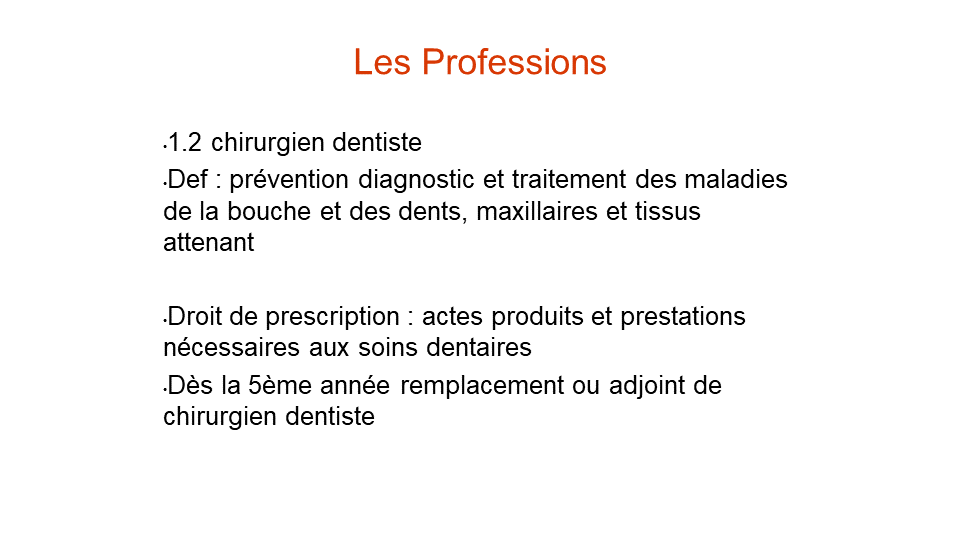 Les Professions
•1.2 chirurgien dentiste
•Def : prévention diagnostic et traitement des maladies
de la bouche et des dents, maxillaires et tissus
attenant
•Droit de prescription : actes produits et prestations
nécessaires aux soins dentaires
•Dès la 5ème année remplacement ou adjoint de
chirurgien dentiste